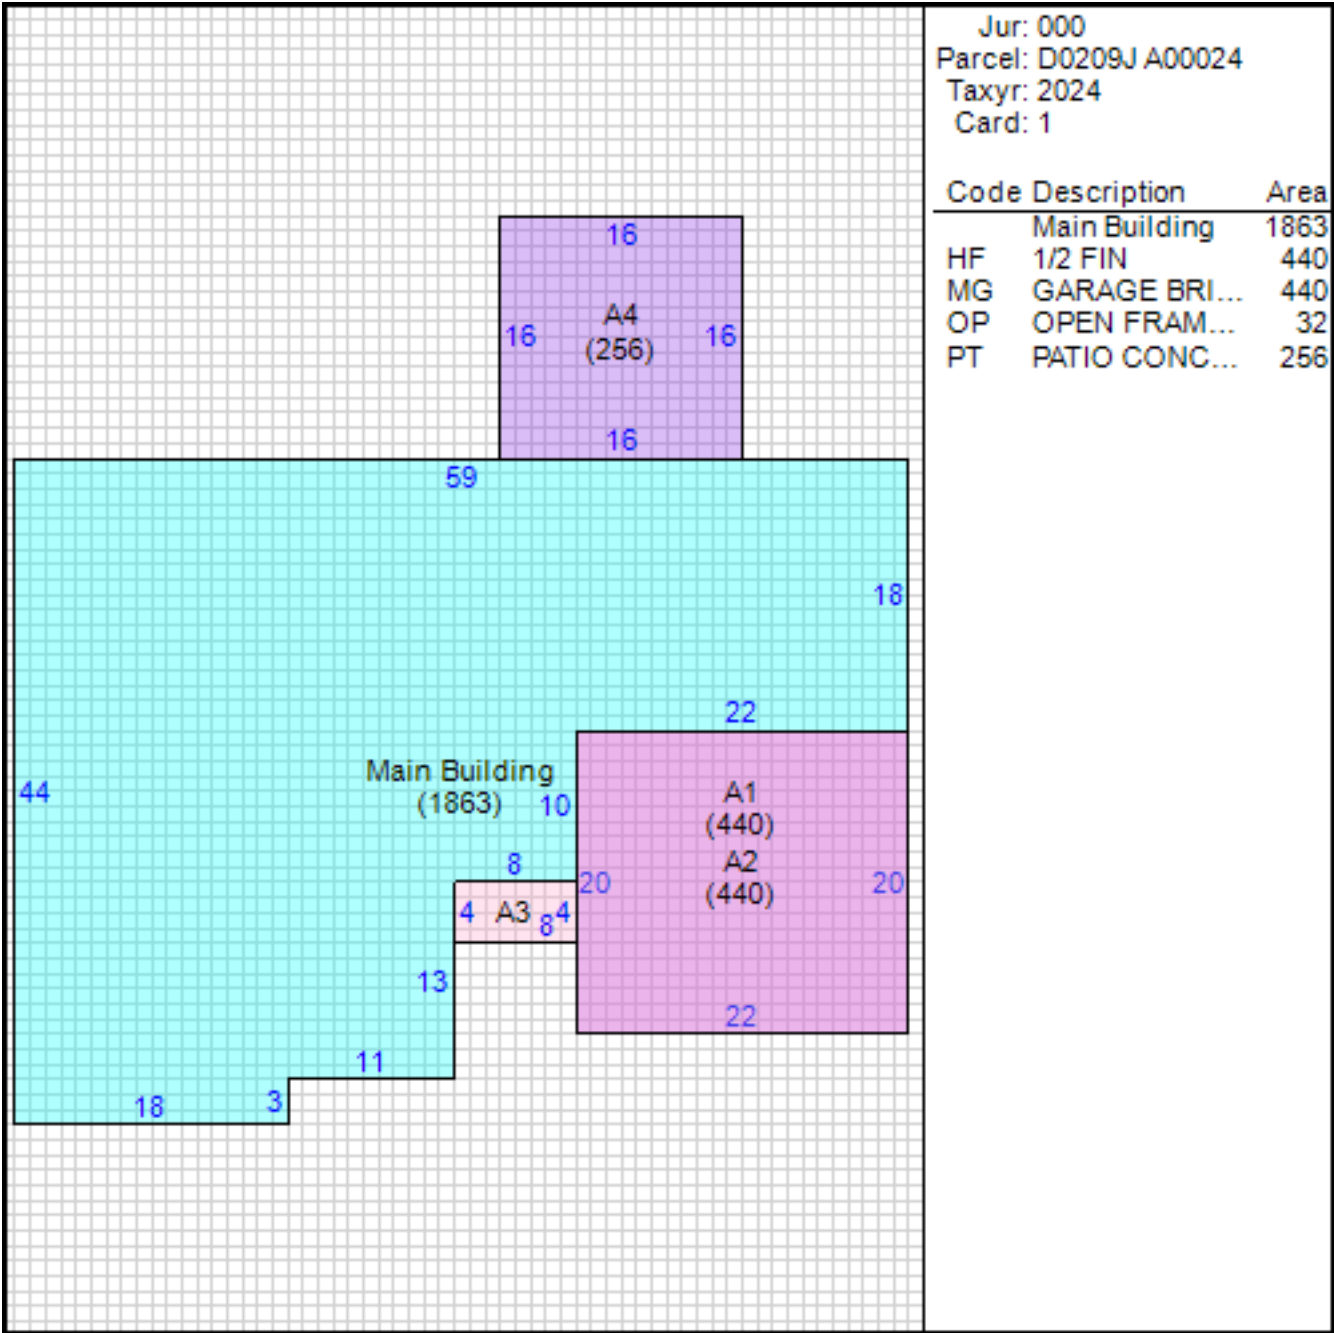 Jur: 000
Parcel: D0209J A00024
Taxyr: 2024
Card: 1
Code Description Area
Main Building 1863
HF 1/2 FIN 440
MG GARAGE BRI... 440
OP OPEN FRAM... 32
PT PATIO CONC... 256
16
A4
16 (256) 16
16
59
18
22
Main Building
(1863)
44
10
A1
(440)
A2
(440)
8
20
20
4 A3 8 4
13
22
11
18 3